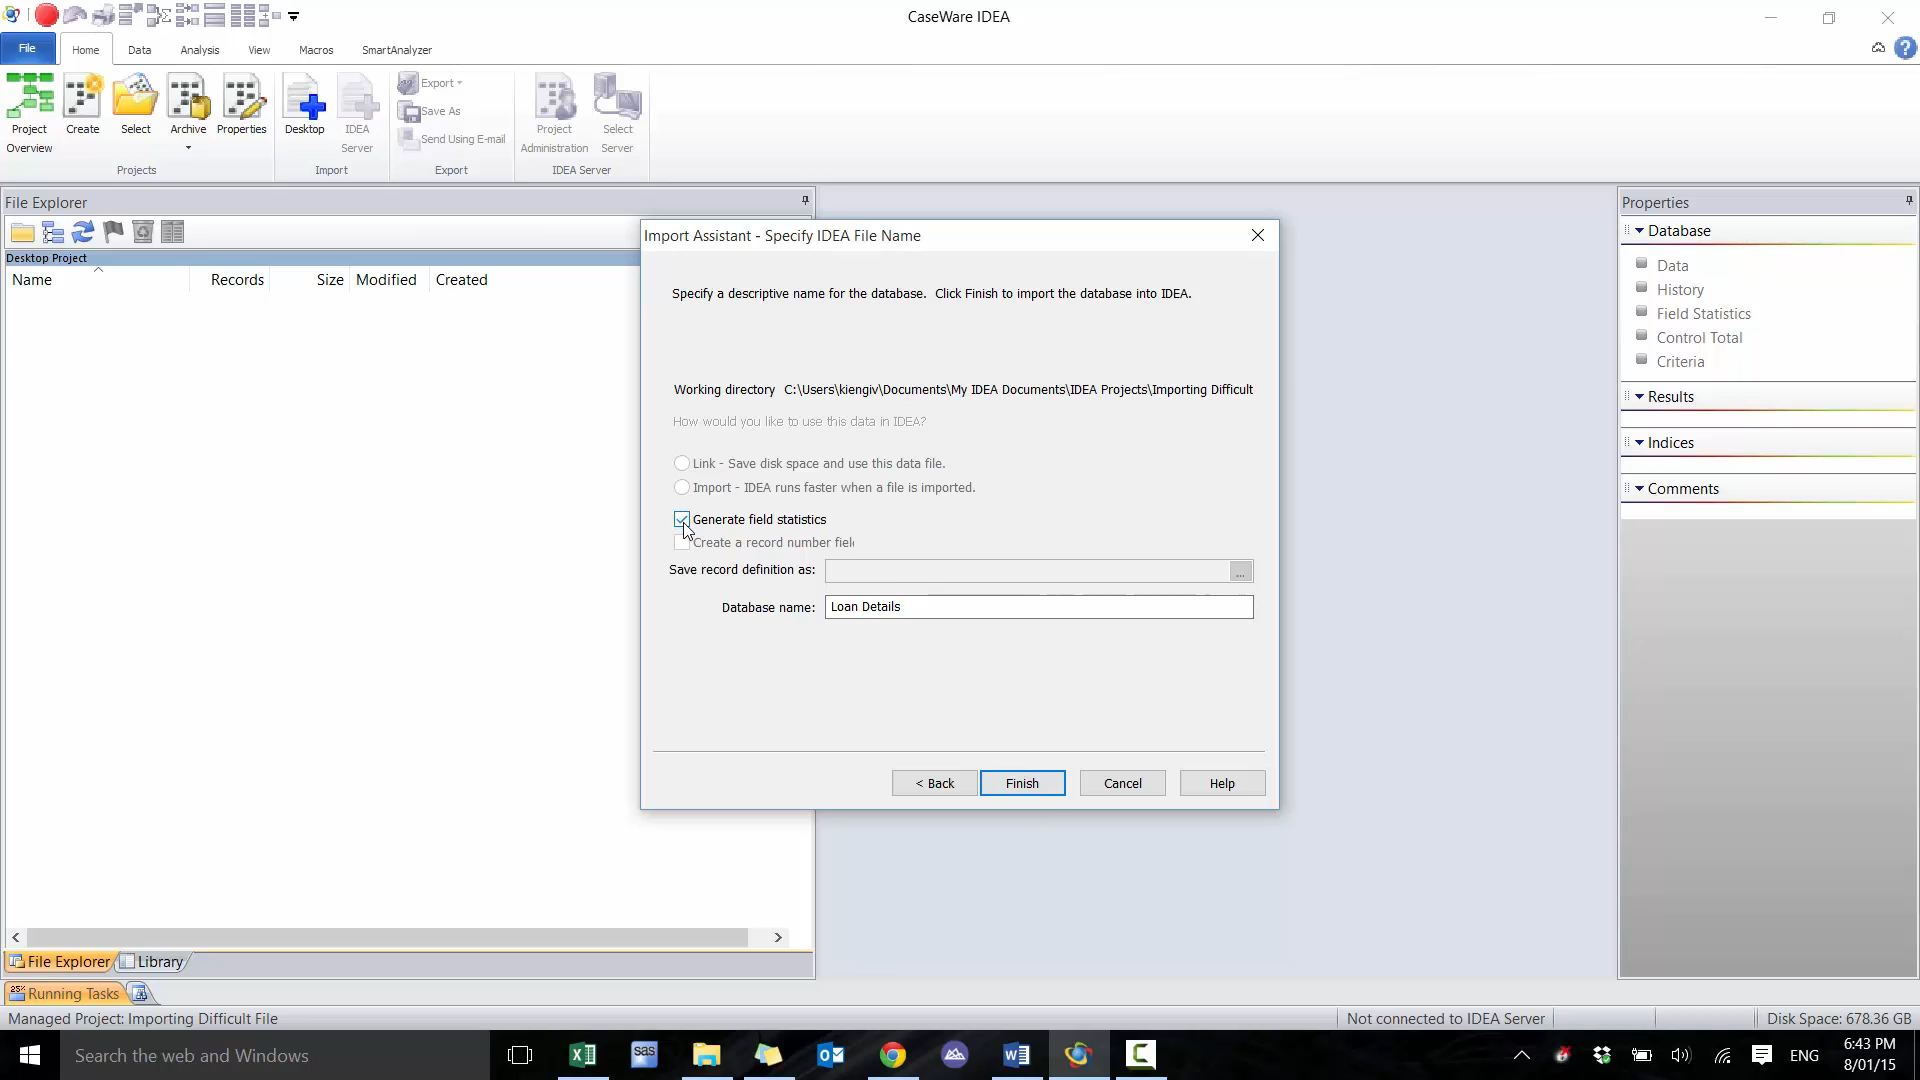 CaseWare IDEA
File Home Data Analysis View Macros SmartAnalyzer
Project Overview
Create
Select
Archive
Properties
Desktop
IDEA Server
Export
Save As
Send Using E-mail
Project Administration
Select Server
Projects Import Export IDEA Server
File Explorer
Desktop Project
Name Records Size Modified Created
Import Assistant - Specify IDEA File Name
Specify a descriptive name for the database. Click Finish to import the database into IDEA.
Working directory C:\Users\kiengiv\Documents\My IDEA Documents\IDEA Projects\Importing Difficult
How would you like to use this data in IDEA?
Link - Save disk space and use this data file.
Import - IDEA runs faster when a file is imported.
Generate field statistics
Create a record number field
Save record definition as: ...
Database name: Loan Details
< Back Finish Cancel Help
Properties
Database
Data
History
Field Statistics
Control Total
Criteria
Results
Indices
Comments
File Explorer Library
25% Running Tasks
Managed Project: Importing Difficult File Not connected to IDEA Server Disk Space: 678.36 GB
Search the web and Windows sas ENG 6:43 PM
8/01/15